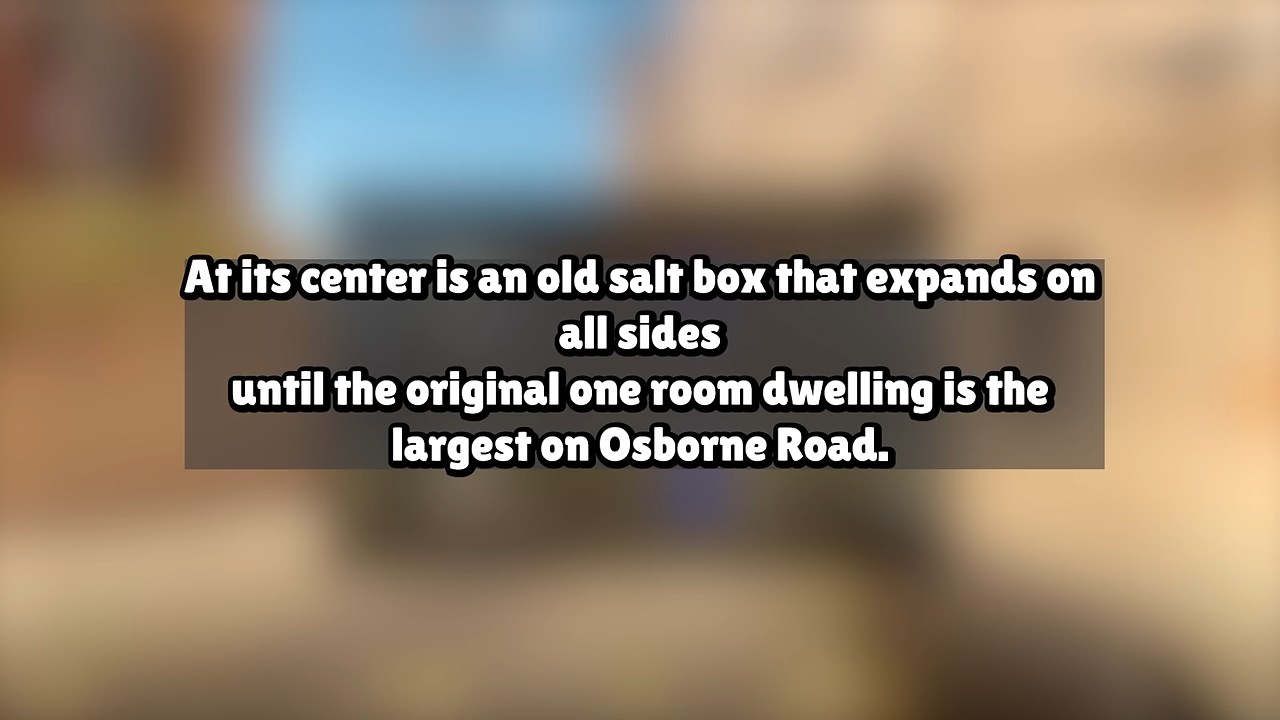 At its center is an old salt box that expands on
all sides
until the original one room dwelling is the
largest on Osborne Road.